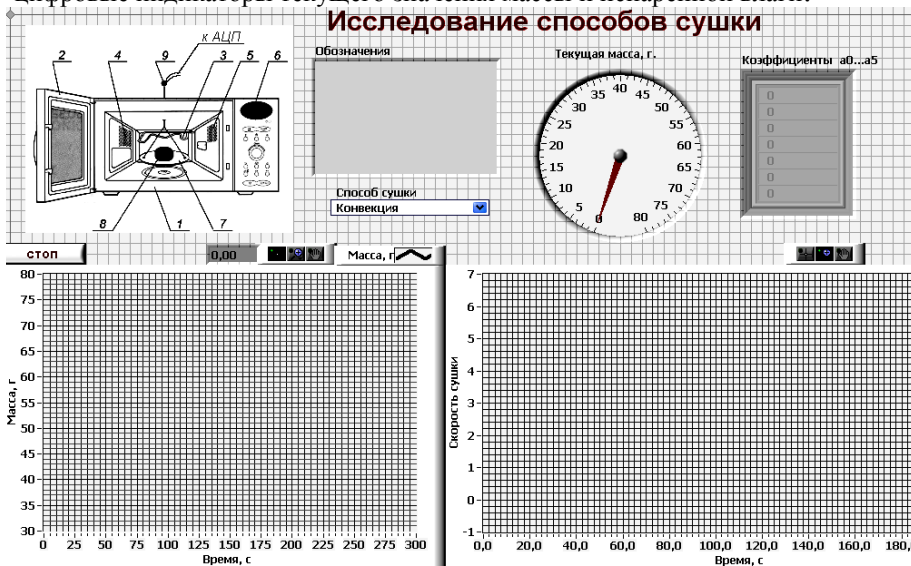 цифровые индикаторы текущего значения массы и испаренной влаги.
Исследование способов сушки
к АЦП
2 4 9 3 5 6
8 1 7
Обозначения
Способ сушки
Конвекция
Текущая масса, г.
0 5 10 15 20 25 30 35 40 45 50 55 60 65 70 75 80
Коэффициенты a0...a5
0
0
0
0
0
0
0
стоп
0,00
Масса, г
80
75
70
65
60
55
50
45
40
35
30
Масса, г
0 25 50 75 100 125 150 175 200 225 250 275 300
Время, с
7
6
5
4
3
2
1
0
-1
Скорость сушки
0,0 20,0 40,0 60,0 80,0 100,0 120,0 140,0 160,0 180,
Время, с